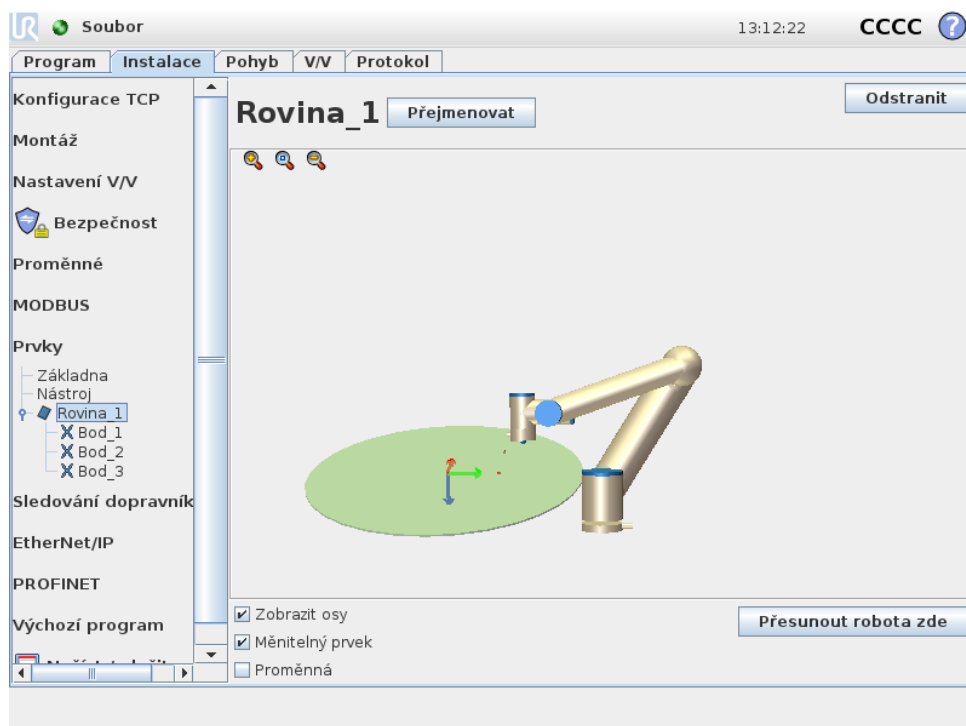 UR Soubor 13:12:22 CCCC ?
Program Instalace Pohyb V/V Protokol
Konfigurace TCP
Montáž
Nastavení V/V
Bezpečnost
Proměnné
MODBUS
Prvky
Základna
Nástroj
Rovina_1
Bod_1
Bod_2
Bod_3
Sledování dopravník
EtherNet/IP
PROFINET
Výchozí program
Rovina_1 Přejmenovat Odstranit
Zobrazit osy
Měnitelný prvek
Proměnná
Přesunout robota zde